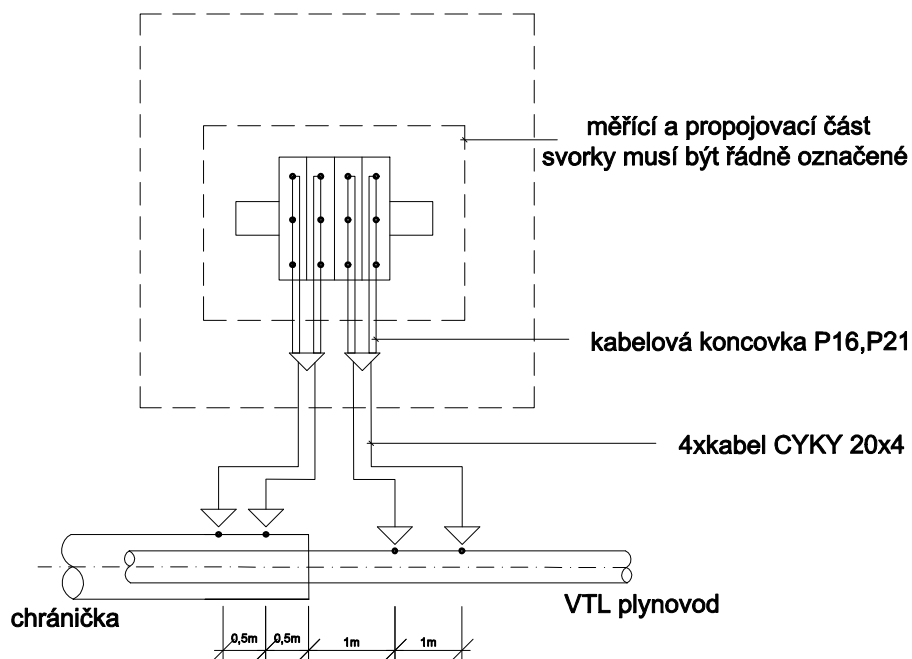 měřící a propojovací část
svorky musí být řádně označené
kabelová koncovka P16,P21
4xkabel CYKY 20x4
chránička
VTL plynovod
0,5m 0,5m 1m 1m